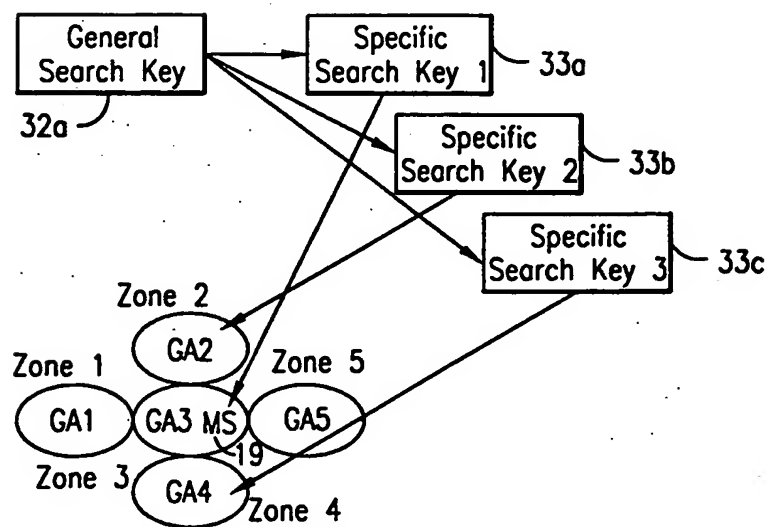 General
Search Key
32a
Specific
Search Key 1
33a
Specific
Search Key 2
33b
Specific
Search Key 3
33c
Zone 2
GA2
Zone 1
Zone 5
GA1
GA3 MS
GA5
19
Zone 3
GA4
Zone 4